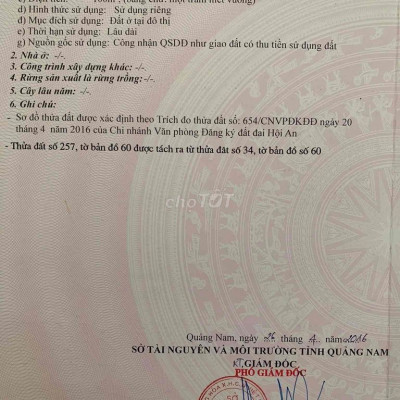 d) Hình thức sử dụng: Sử dụng riêng
đ) Mục đích sử dụng: Đất ở tại đô thị
e) Thời hạn sử dụng: Lâu dài
g) Nguồn gốc sử dụng: Công nhận QSDĐ như giao đất có thu tiền sử dụng đất
2. Nhà ở: -/-.
3. Công trình xây dựng khác: -/-.
4. Rừng sản xuất là rừng trồng: -/-.
5. Cây lâu năm: -/-.
6. Ghi chú:
- Sơ đồ thửa đất được xác định theo Trích đo thửa đất số: 654/CNVPĐKĐĐ ngày 20
tháng 4 năm 2016 của Chi nhánh Văn phòng Đăng ký đất đai Hội An
- Thửa đất số 257, tờ bản đồ 60 được tách ra từ thửa đất số 34, tờ bản đồ số 60
choTỐT
Quảng Nam, ngày tháng 4 năm 2016
SỞ TÀI NGUYÊN VÀ MÔI TRƯỜNG TỈNH QUẢNG NAM
KT.GIÁM ĐỐC
PHÓ GIÁM ĐỐC